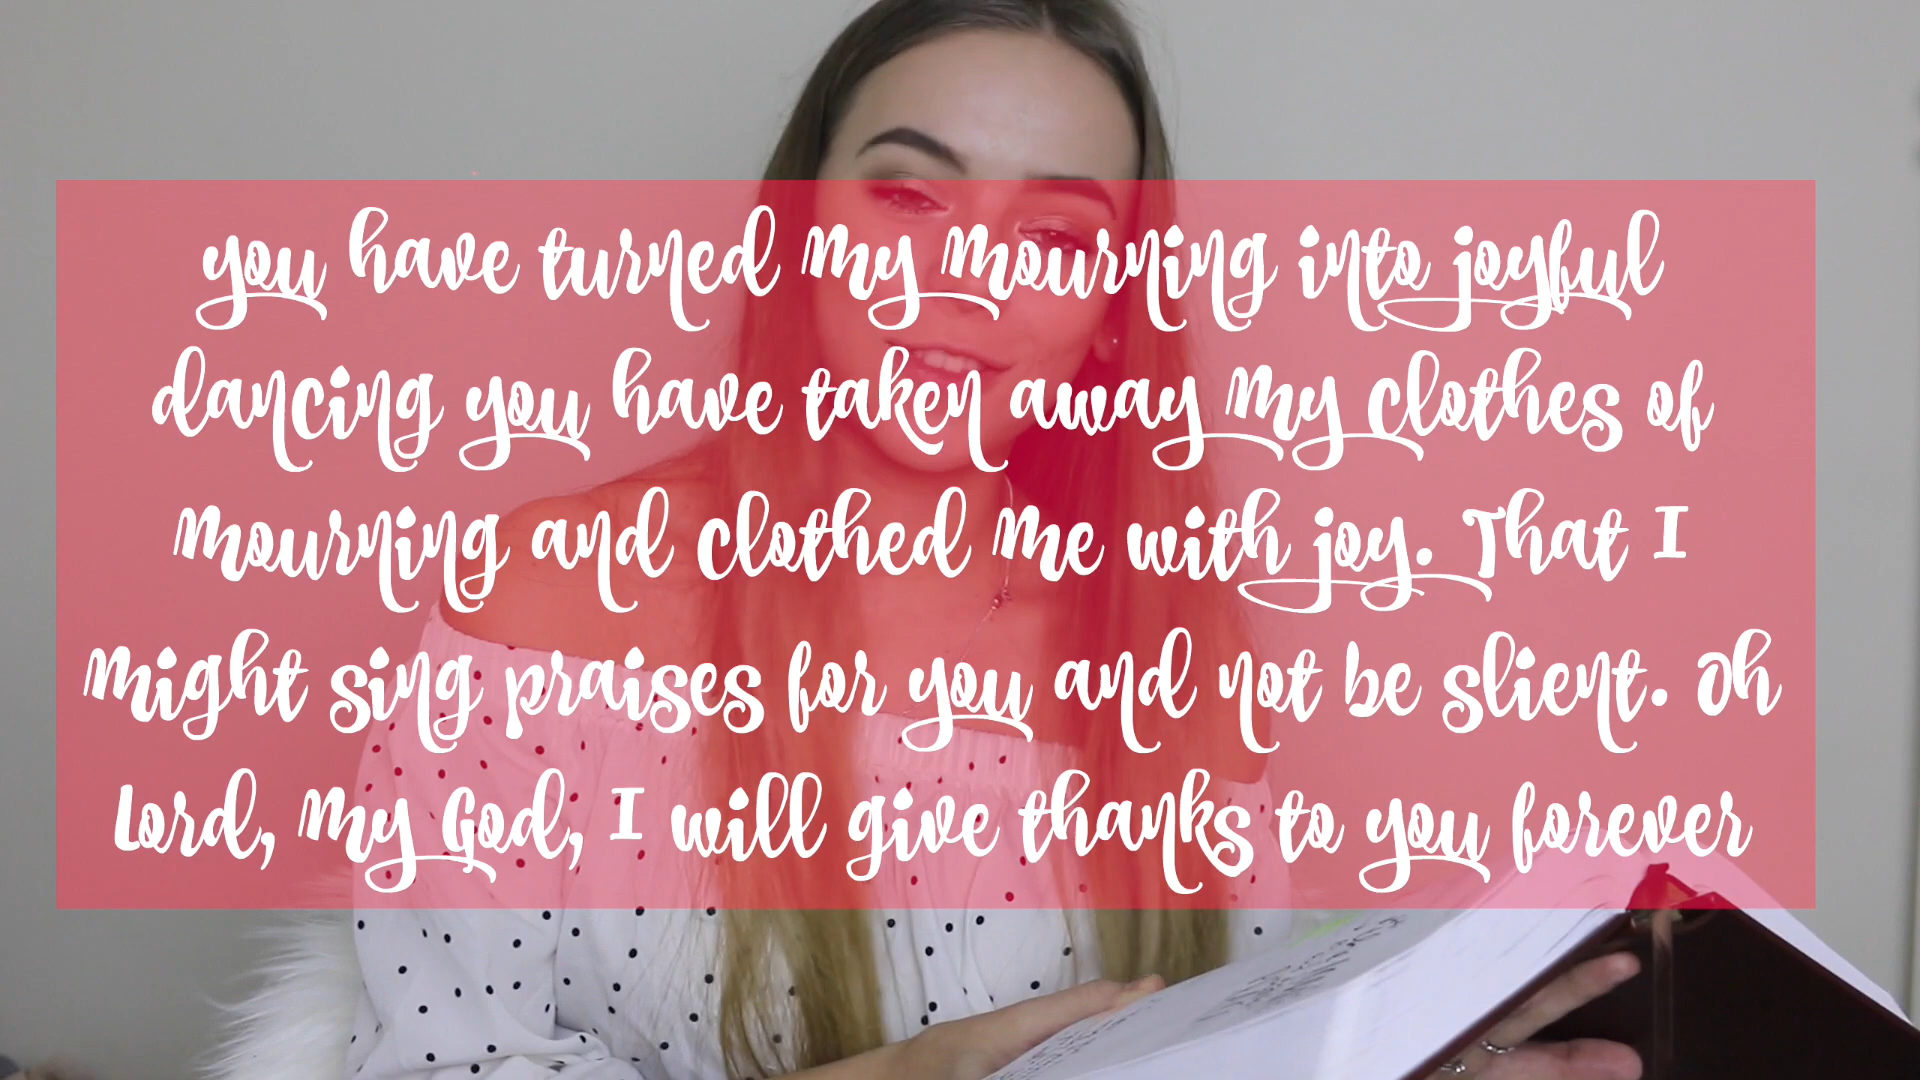 you have turned my mourning into joyful
dancing you have taken away my clothes of
mourning and clothed me with joy. That I
might sing praises for you and not be slient. Oh
Lord, my God, I will give thanks to you forever